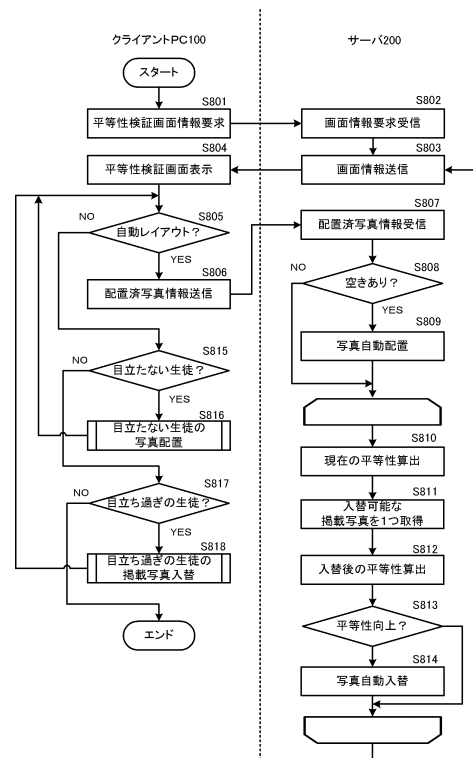 クライアントPC100
サーバ200
スタート
S801
平等性検証画面情報要求
S802
画面情報要求受信
S803
画面情報送信
S804
平等性検証画面表示
S805
自動レイアウト？
NO
YES
S806
配置済写真情報送信
S807
配置済写真情報受信
S808
空きあり？
NO
YES
S809
写真自動配置
S810
現在の平等性算出
S811
入替可能な
掲載写真を1つ取得
S812
入替後の平等性算出
S813
平等性向上？
S814
写真自動入替
S815
目立たない生徒？
NO
YES
S816
目立たない生徒の
写真配置
S817
目立ち過ぎの生徒？
NO
YES
S818
目立ち過ぎの生徒の
掲載写真入替
エンド